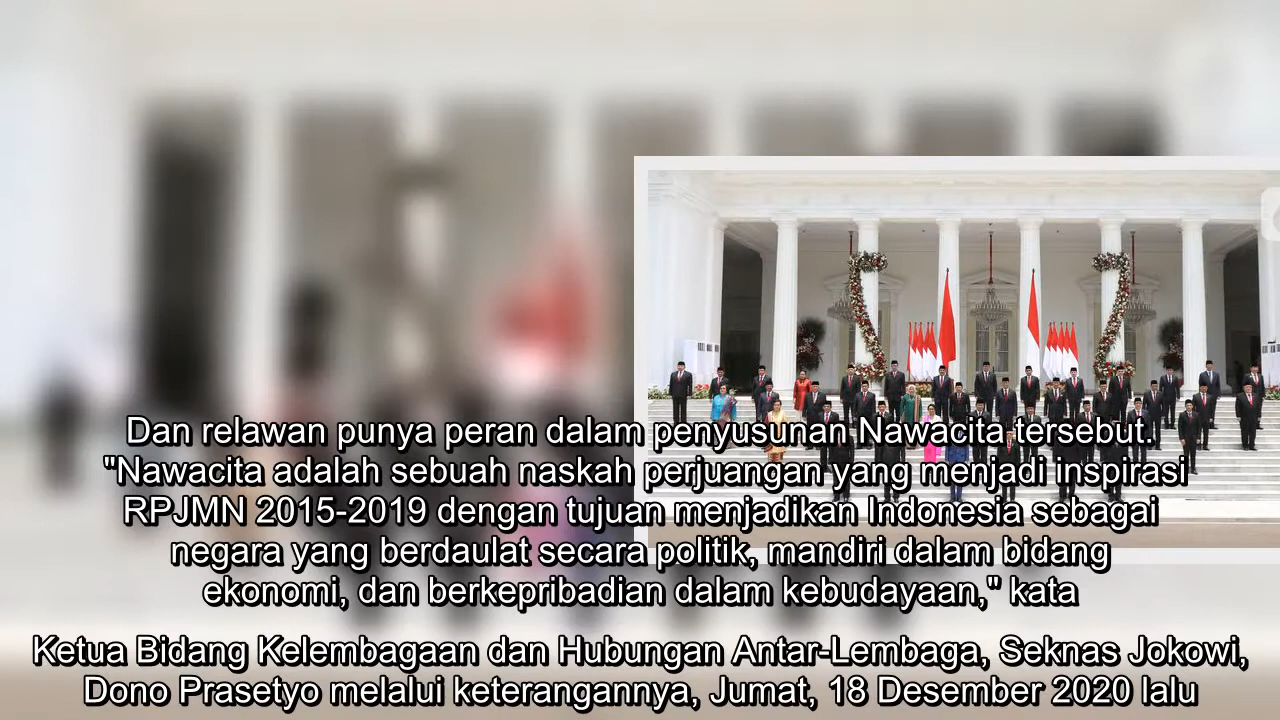 Dan relawan punya peran dalam penyusunan Nawacita tersebut.
"Nawacita adalah sebuah naskah perjuangan yang menjadi inspirasi
RPJMN 2015-2019 dengan tujuan menjadikan Indonesia sebagai
negara yang berdaulat secara politik, mandiri dalam bidang
ekonomi, dan berkepribadian dalam kebudayaan," kata
Ketua Bidang Kelembagaan dan Hubungan Antar-Lembaga, Seknas Jokowi,
Dono Prasetyo melalui keterangannya, Jumat, 18 Desember 2020 lalu